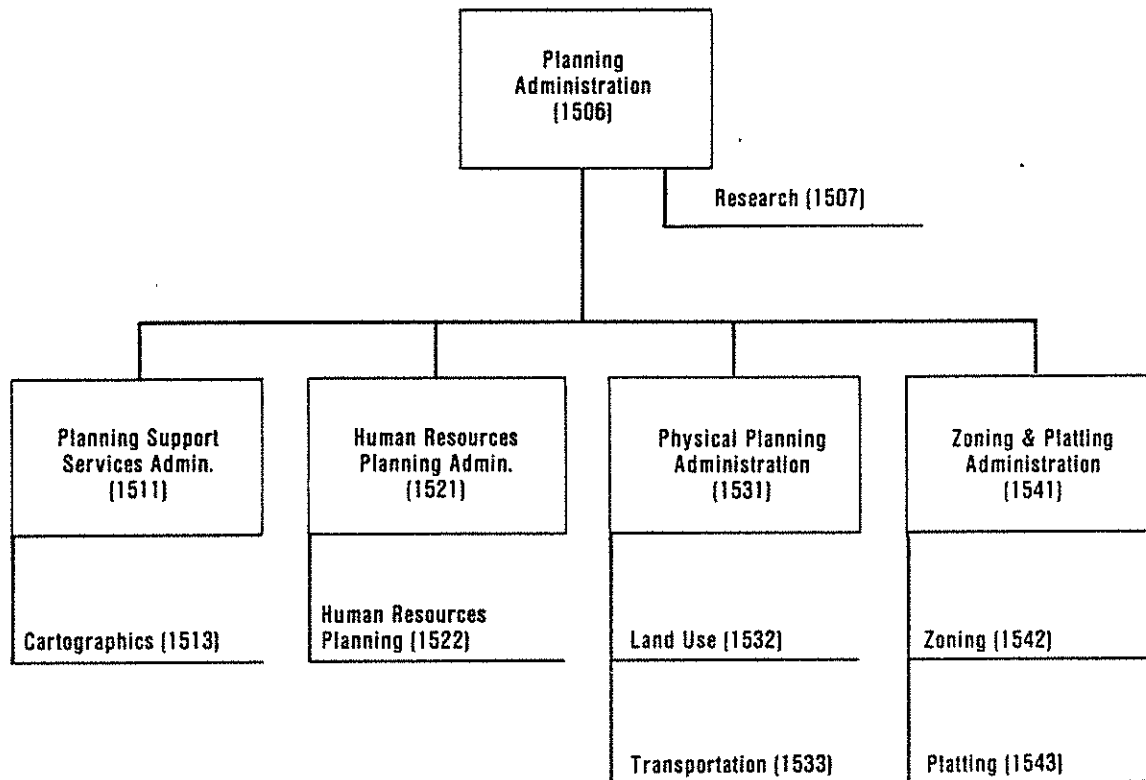 Planning
Administration
(1506)
Research (1507)
Planning Support
Services Admin.
(1511)
Human Resources
Planning Admin.
(1521)
Physical Planning
Administration
(1531)
Zoning & Platting
Administration
(1541)
Cartographics (1513)
Human Resources
Planning (1522)
Land Use (1532)
Zoning (1542)
Transportation (1533)
Platting (1543)